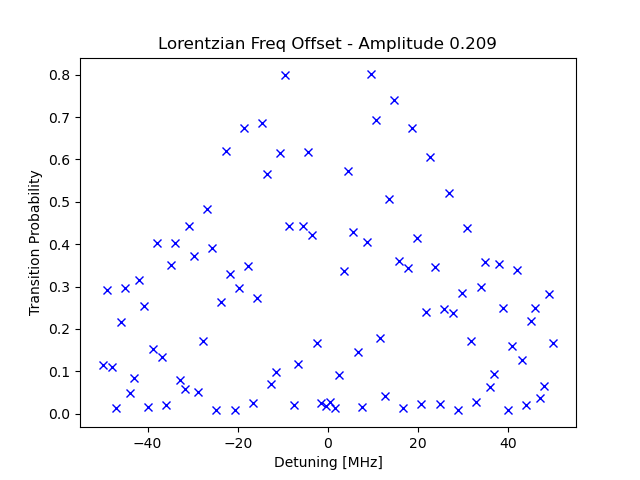 Lorentzian Freq Offset - Amplitude 0.209
0.8
0.7
0.6
0.5
0.4
0.3
0.2
0.1
0.0
Transition Probability
−40 −20 0 20 40
Detuning [MHz]